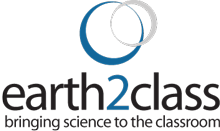 earth2class
bringing science to the classroom